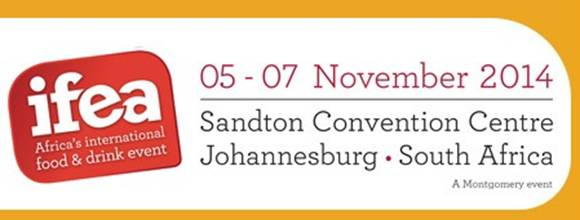 ifea
Africa's international
food & drink event
05 - 07 November 2014
Sandton Convention Centre
Johannesburg • South Africa
A Montgomery event